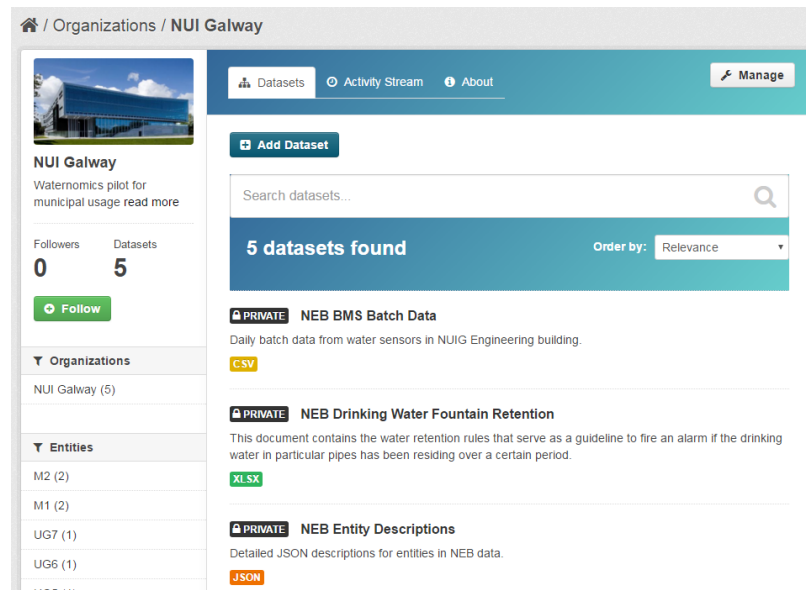 / Organizations / NUI Galway
Datasets
Activity Stream
About
Manage
NUI Galway
Waternomics pilot for
municipal usage read more
Followers
Datasets
0
5
Follow
Organizations
NUI Galway (5)
Entities
M2 (2)
M1 (2)
UG7 (1)
UG6 (1)
Add Dataset
Search datasets...
5 datasets found
Order by:
Relevance
PRIVATE NEB BMS Batch Data
Daily batch data from water sensors in NUIG Engineering building.
CSV
PRIVATE NEB Drinking Water Fountain Retention
This document contains the water retention rules that serve as a guideline to fire an alarm if the drinking
water in particular pipes has been residing over a certain period.
XLSX
PRIVATE NEB Entity Descriptions
Detailed JSON descriptions for entities in NEB data.
JSON